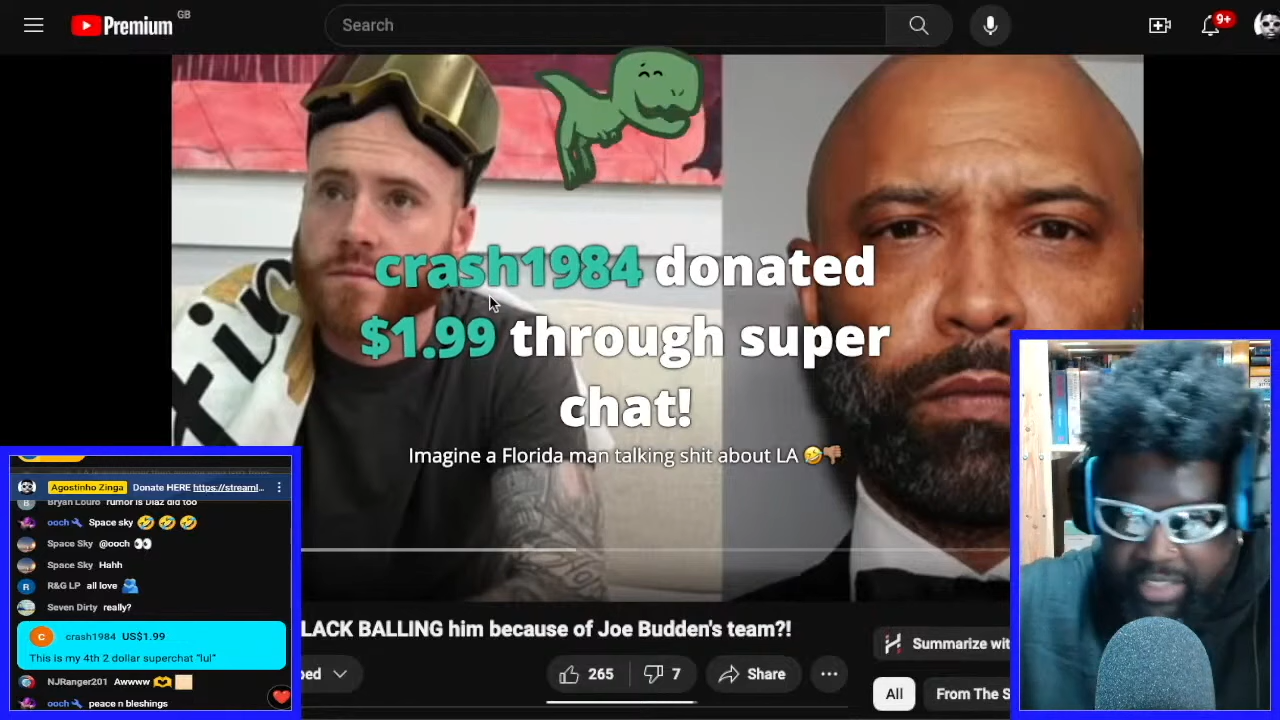 Premium GB
Search
9+
crash1984 donated
$1.99 through super
chat!
Imagine a Florida man talking shit about LA 🤣👎🏽
Agostinho Zinga Donate HERE https://streaml...
Bryan Louro rumor is Diaz did too
ooch Space sky 🤣 🤣 🤣
Space Sky @ooch 👀
Space Sky Hahh
R R&G LP all love 🫂
Seven Dirty really?
C crash1984 US$1.99
This is my 4th 2 dollar superchat "lul"
NJRanger201 Awwww
ooch peace n bleshings
LACK BALLING him because of Joe Budden's team?!
bed
265
7
Share
Summarize wit
All
From The S